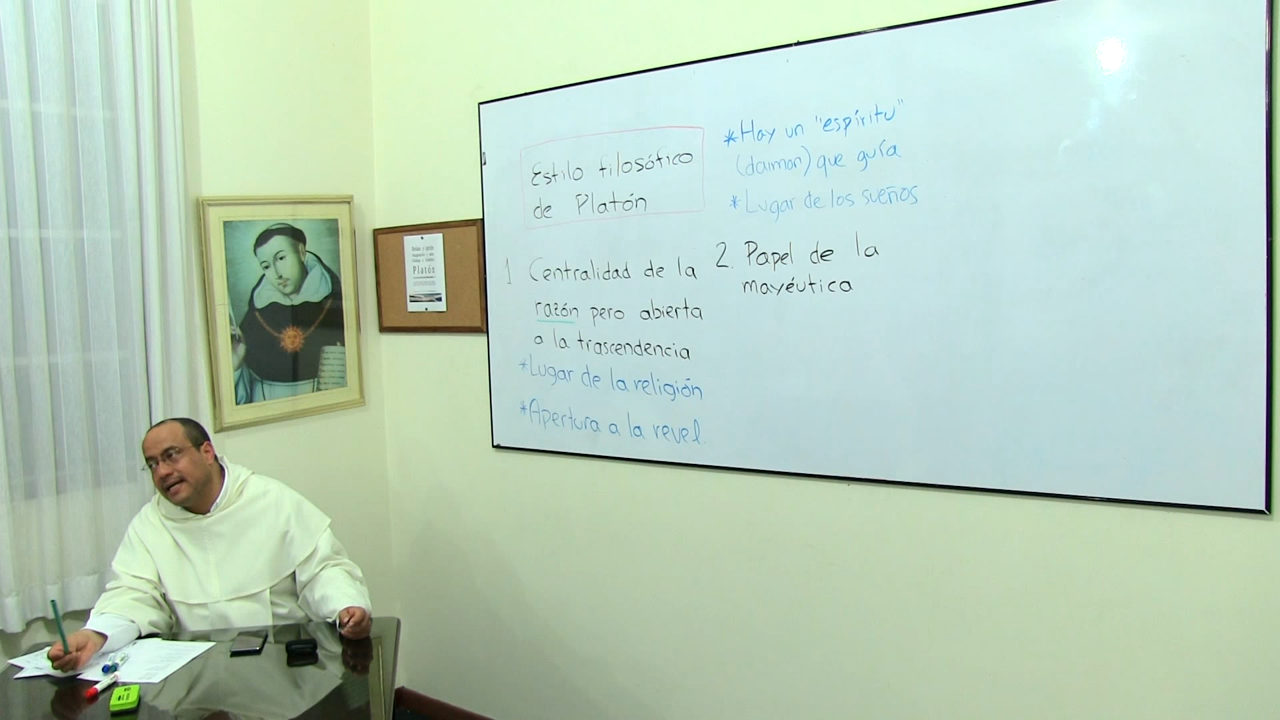 Estilo filosófico
de Platón
1 Centralidad de la
razón pero abierta
a la trascendencia
*Lugar de la religión
*Apertura a la revel.
*Hay un "espíritu"
(daimon) que guía
*Lugar de los sueños
2. Papel de la
mayéutica
Platón